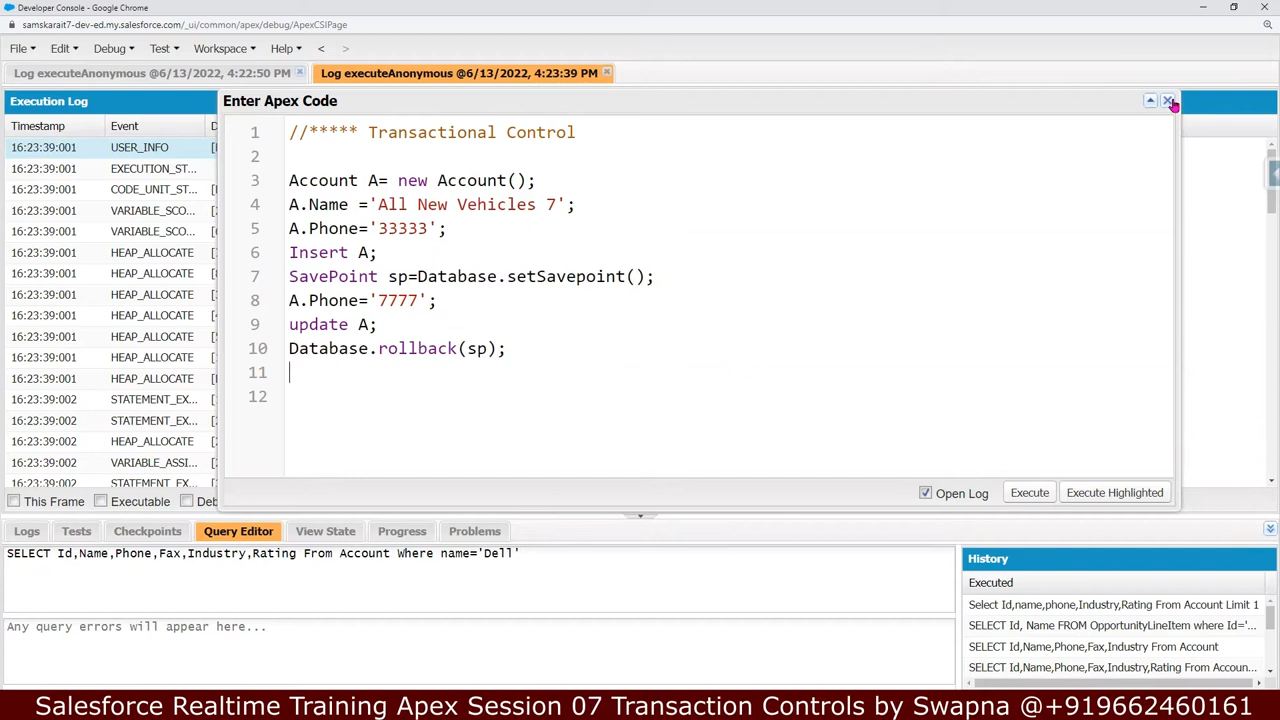 Developer Console - Google Chrome
samskarait7-dev-ed.my.salesforce.com/_ui/common/apex/debug/ApexCSIPage
File Edit Debug Test Workspace Help < >
Log executeAnonymous @6/13/2022, 4:22:50 PM Log executeAnonymous @6/13/2022, 4:23:39 PM
Execution Log
Timestamp Event D
16:23:39:001 USER_INFO
16:23:39:001 EXECUTION_ST...
16:23:39:001 CODE_UNIT_ST...
16:23:39:001 VARIABLE_SCO...
16:23:39:001 VARIABLE_SCO...
16:23:39:001 HEAP_ALLOCATE
16:23:39:001 HEAP_ALLOCATE
16:23:39:001 HEAP_ALLOCATE
16:23:39:001 HEAP_ALLOCATE
16:23:39:001 HEAP_ALLOCATE
16:23:39:001 HEAP_ALLOCATE
16:23:39:001 HEAP_ALLOCATE
16:23:39:002 STATEMENT_EX...
16:23:39:002 STATEMENT_EX...
16:23:39:002 HEAP_ALLOCATE
16:23:39:002 VARIABLE_ASSI...
16:23:39:002 STATEMENT_EX...
This Frame Executable Deb
Enter Apex Code
1 //***** Transactional Control
2
3 Account A= new Account();
4 A.Name ='All New Vehicles 7';
5 A.Phone='33333';
6 Insert A;
7 SavePoint sp=Database.setSavepoint();
8 A.Phone='7777';
9 update A;
10 Database.rollback(sp);
11
12
Open Log Execute Execute Highlighted
Logs Tests Checkpoints Query Editor View State Progress Problems
SELECT Id,Name,Phone,Fax,Industry,Rating From Account Where name='Dell'
Any query errors will appear here...
History
Executed
Select Id,name,phone,Industry,Rating From Account Limit 1
SELECT Id, Name FROM OpportunityLineItem where Id='...
SELECT Id,Name,Phone,Fax,Industry From Account
SELECT Id,Name,Phone,Fax,Industry,Rating From Accoun...
Salesforce Realtime Training Apex Session 07 Transaction Controls by Swapna @+919662460161